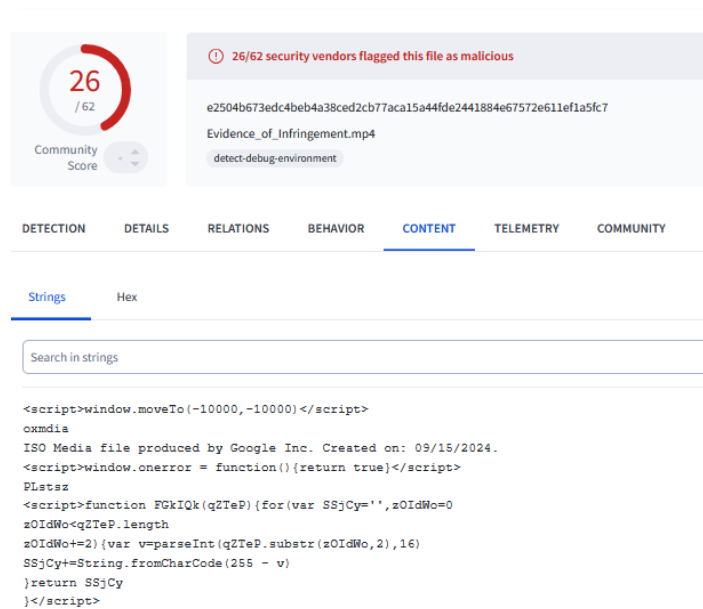 26
/ 62
Community
Score
26/62 security vendors flagged this file as malicious
e2504b673edc4beb4a38ced2cb77aca15a44fde2441884e67572e611ef1a5fc7
Evidence_of_Infringement.mp4
detect-debug-environment
DETECTION DETAILS RELATIONS BEHAVIOR CONTENT TELEMETRY COMMUNITY
Strings Hex
Search in strings
<script>window.moveTo(-10000,-10000)</script>
oxmdia
ISO Media file produced by Google Inc. Created on: 09/15/2024.
<script>window.onerror = function(){return true}</script>
PLstsz
<script>function FGkIQk(qZTeP){for(var SSjCy='',zOIdWo=0
zOIdWo<qZTeP.length
zOIdWo+=2){var v=parseInt(qZTeP.substr(zOIdWo,2),16)
SSjCy+=String.fromCharCode(255 - v)
}return SSjCy
}</script>